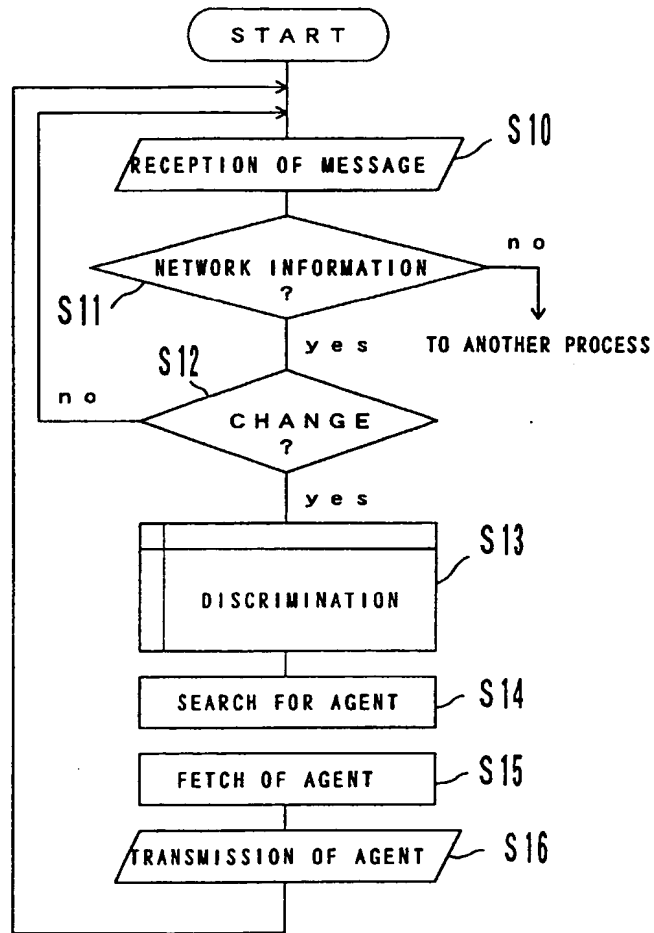 START
S10
RECEPTION OF MESSAGE
no
NETWORK INFORMATION
?
S11
yes
TO ANOTHER PROCESS
S12
no
CHANGE
?
yes
S13
DISCRIMINATION
SEARCH FOR AGENT
S14
FETCH OF AGENT
S15
TRANSMISSION OF AGENT
S16